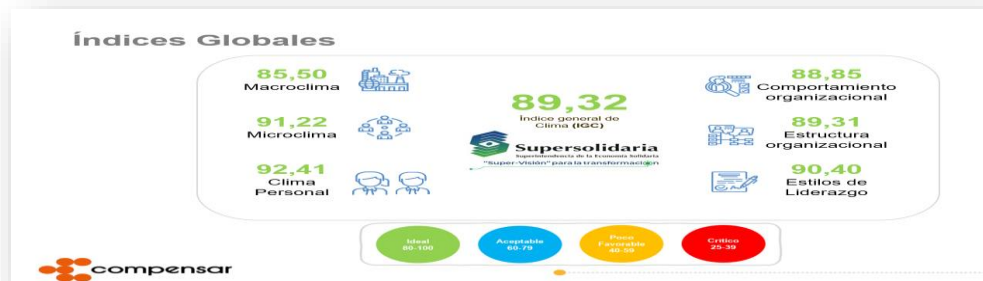 Índices Globales
85,50
Macroclima
91,22
Microclima
92,41
Clima
Personal
89,32
Índice general de
Clima (IGC)
Supersolidaria
Superintendencia de la Economía Solidaria
"Super-Visión" para la transformación
88,85
Comportamiento
organizacional
89,31
Estructura
organizacional
90,40
Estilos de
Liderazgo
Ideal
80-100
Aceptable
60-79
Poco
Favorable
40-59
Crítico
25-39
compensar